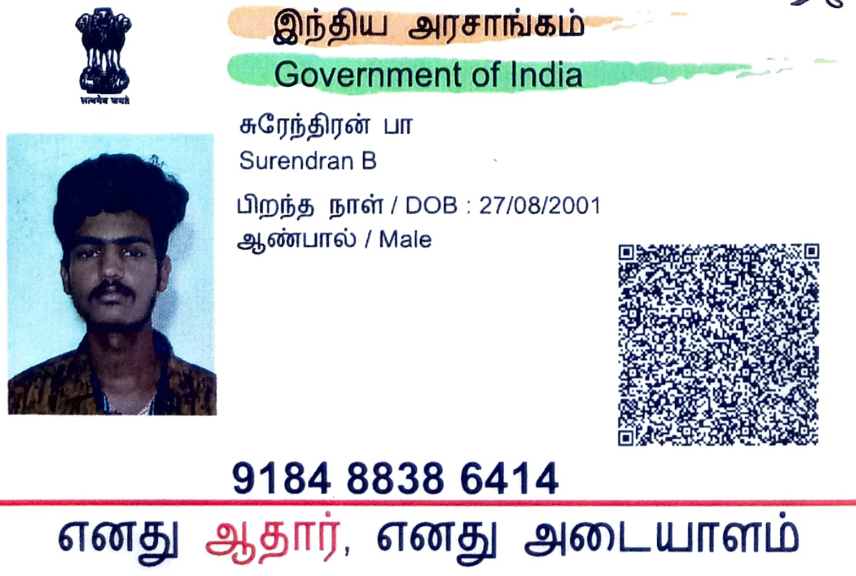 सत्यमेव जयते
இந்திய அரசாங்கம்
Government of India
சுரேந்திரன் பா
Surendran B
பிறந்த நாள் / DOB : 27/08/2001
ஆண்பால் / Male
9184 8838 6414
எனது ஆதார், எனது அடையாளம்